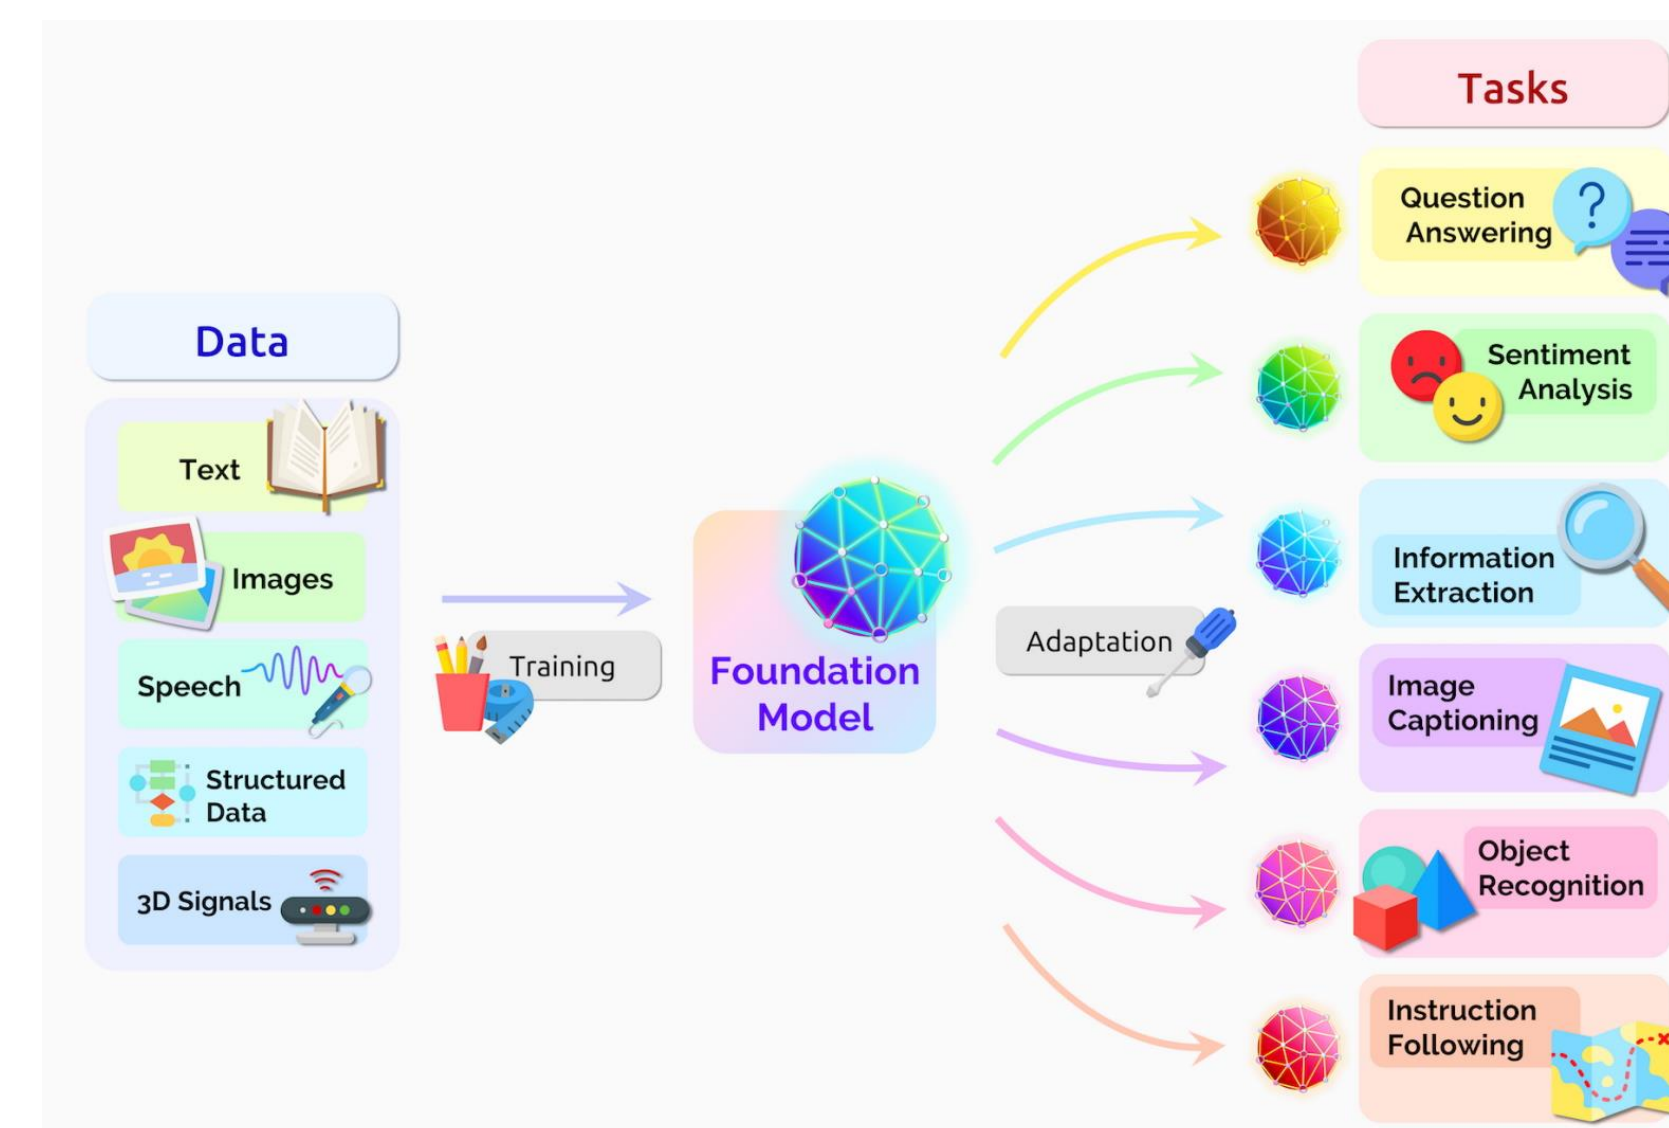 Data
Text
Images
Speech
Structured
Data
3D Signals
Training
Foundation
Model
Adaptation
Tasks
Question
Answering
?
Sentiment
Analysis
Information
Extraction
Image
Captioning
Object
Recognition
Instruction
Following